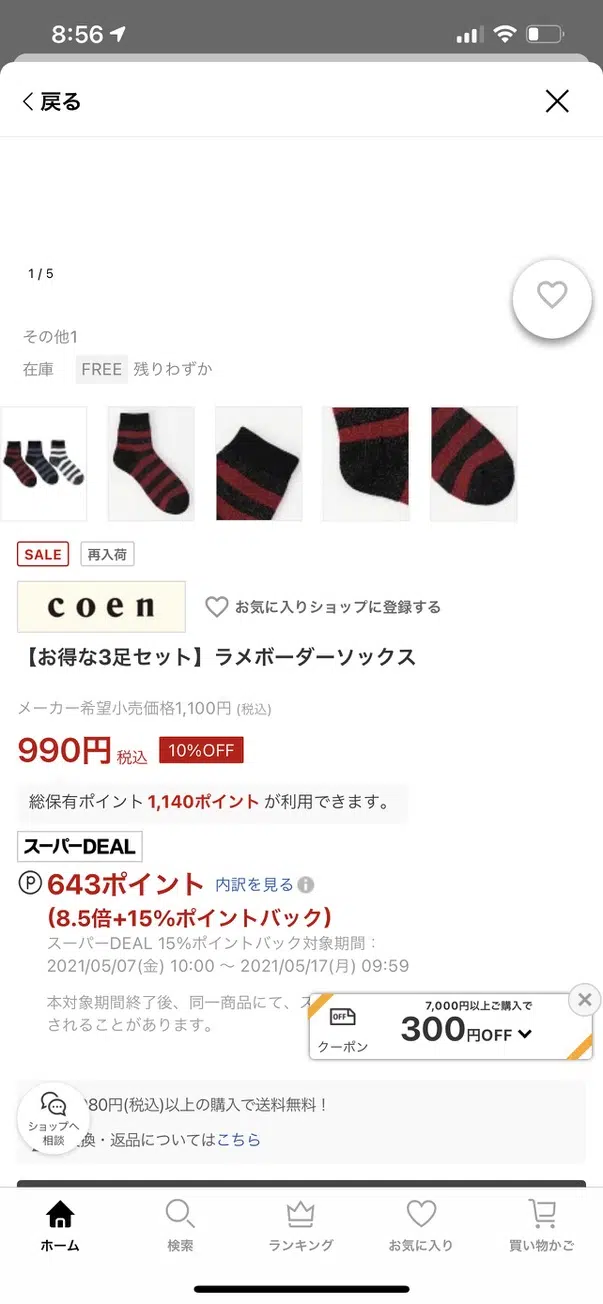 8:56
戻る
1 / 5
その他1
在庫 FREE 残りわずか
SALE 再入荷
coen お気に入りショップに登録する
【お得な3足セット】ラメボーダーソックス
メーカー希望小売価格1,100円 (税込)
990円 税込 10%OFF
総保有ポイント1,140ポイント が利用できます。
スーパーDEAL
P 643ポイント 内訳を見る i
(8.5倍+15%ポイントバック)
スーパーDEAL 15%ポイントバック対象期間：
2021/05/07(金) 10:00 〜 2021/05/17(月) 09:59
本対象期間終了後、同一商品にて、ス
されることがあります。
7,000円以上ご購入で
OFF
300円OFF
クーポン
80円(税込)以上の購入で送料無料！
ショップへ
相談
換・返品についてはこちら
ホーム 検索 ランキング お気に入り 買い物かご